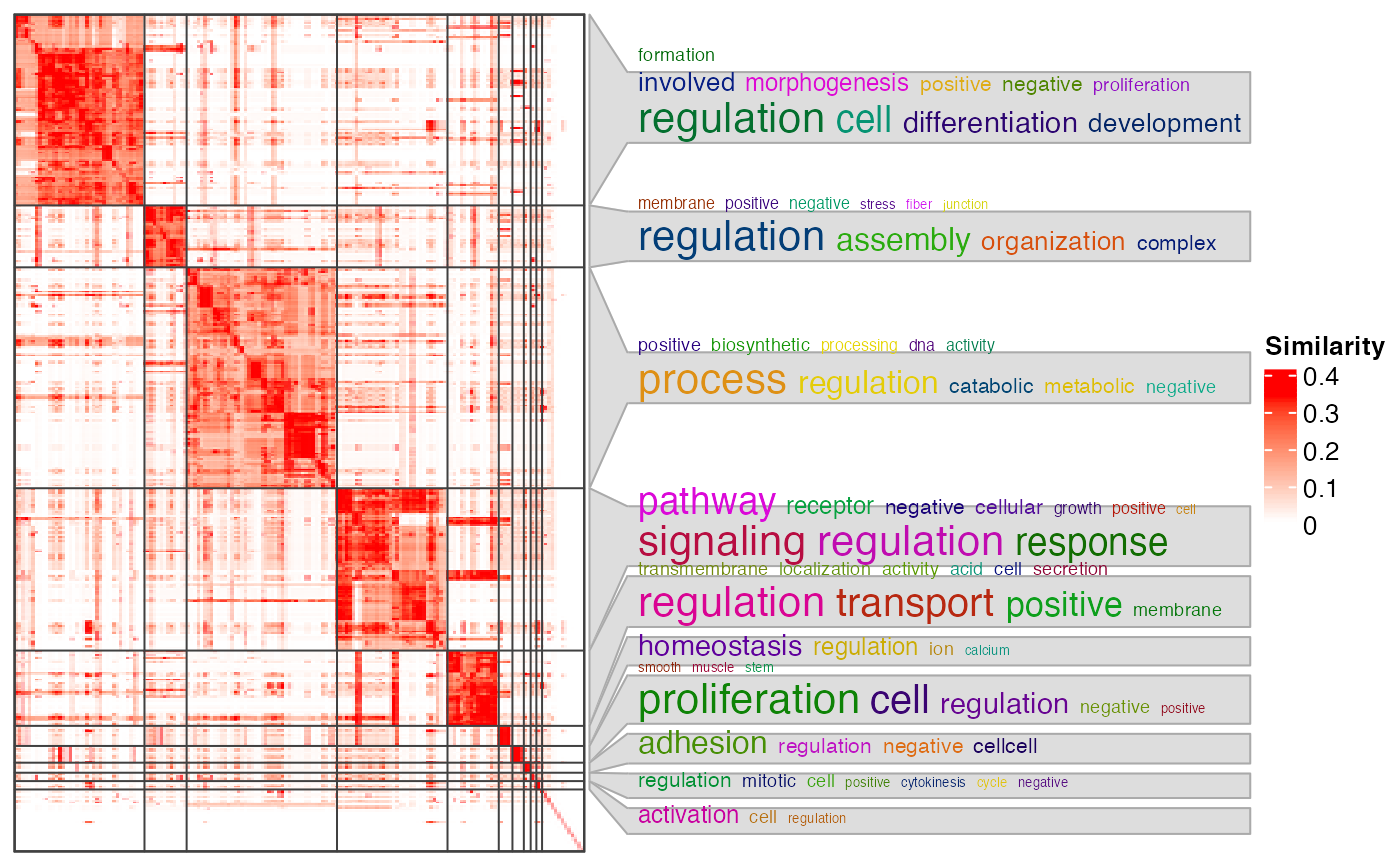 formation
involved morphogenesis positive negative proliferation
regulation cell differentiation development
membrane positive negative stress fiber junction
regulation assembly organization complex
positive biosynthetic processing dna activity
process regulation catabolic metabolic negative
pathway receptor negative cellular growth positive cell
signaling regulation response
transmembrane localization activity acid cell secretion
regulation transport positive membrane
homeostasis regulation ion calcium
smooth muscle stem
proliferation cell regulation negative positive
adhesion regulation negative cellcell
regulation mitotic cell positive cytokinesis cycle negative
activation cell regulation
Similarity
0.4
0.3
0.2
0.1
0